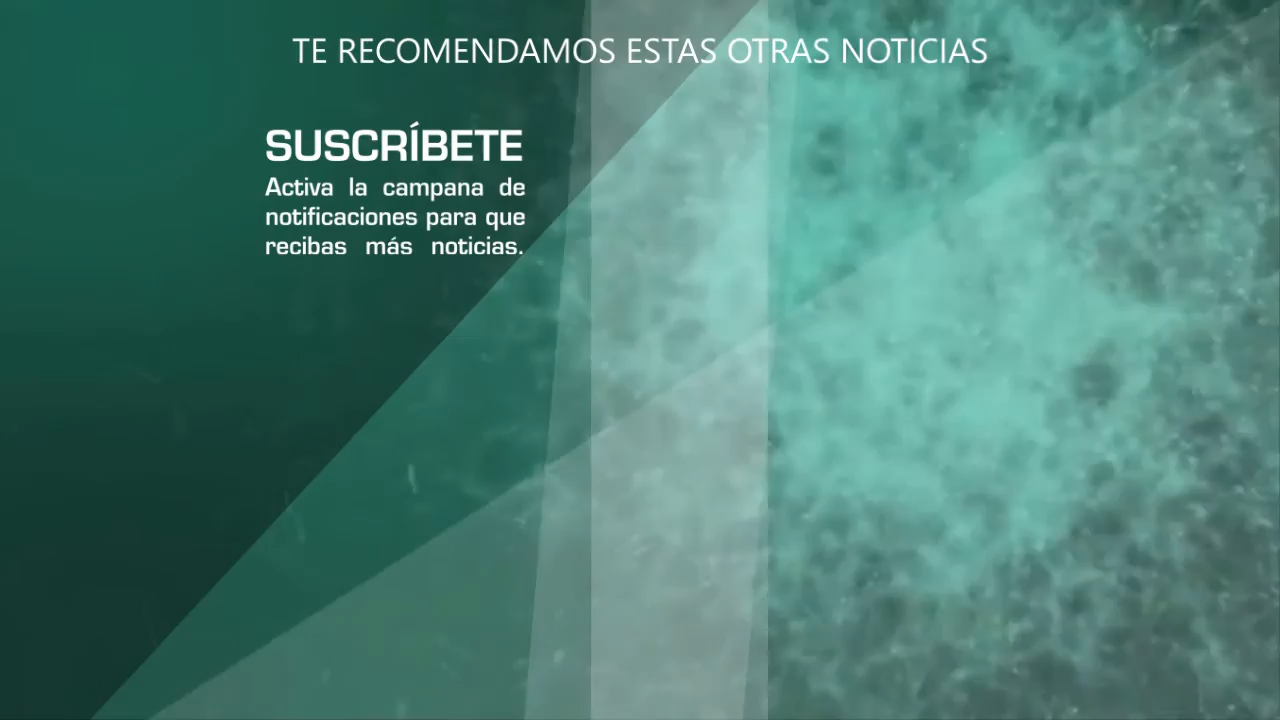 TE RECOMENDAMOS ESTAS OTRAS NOTICIAS
SUSCRÍBETE
Activa la campana de
notificaciones para que
recibas más noticias.